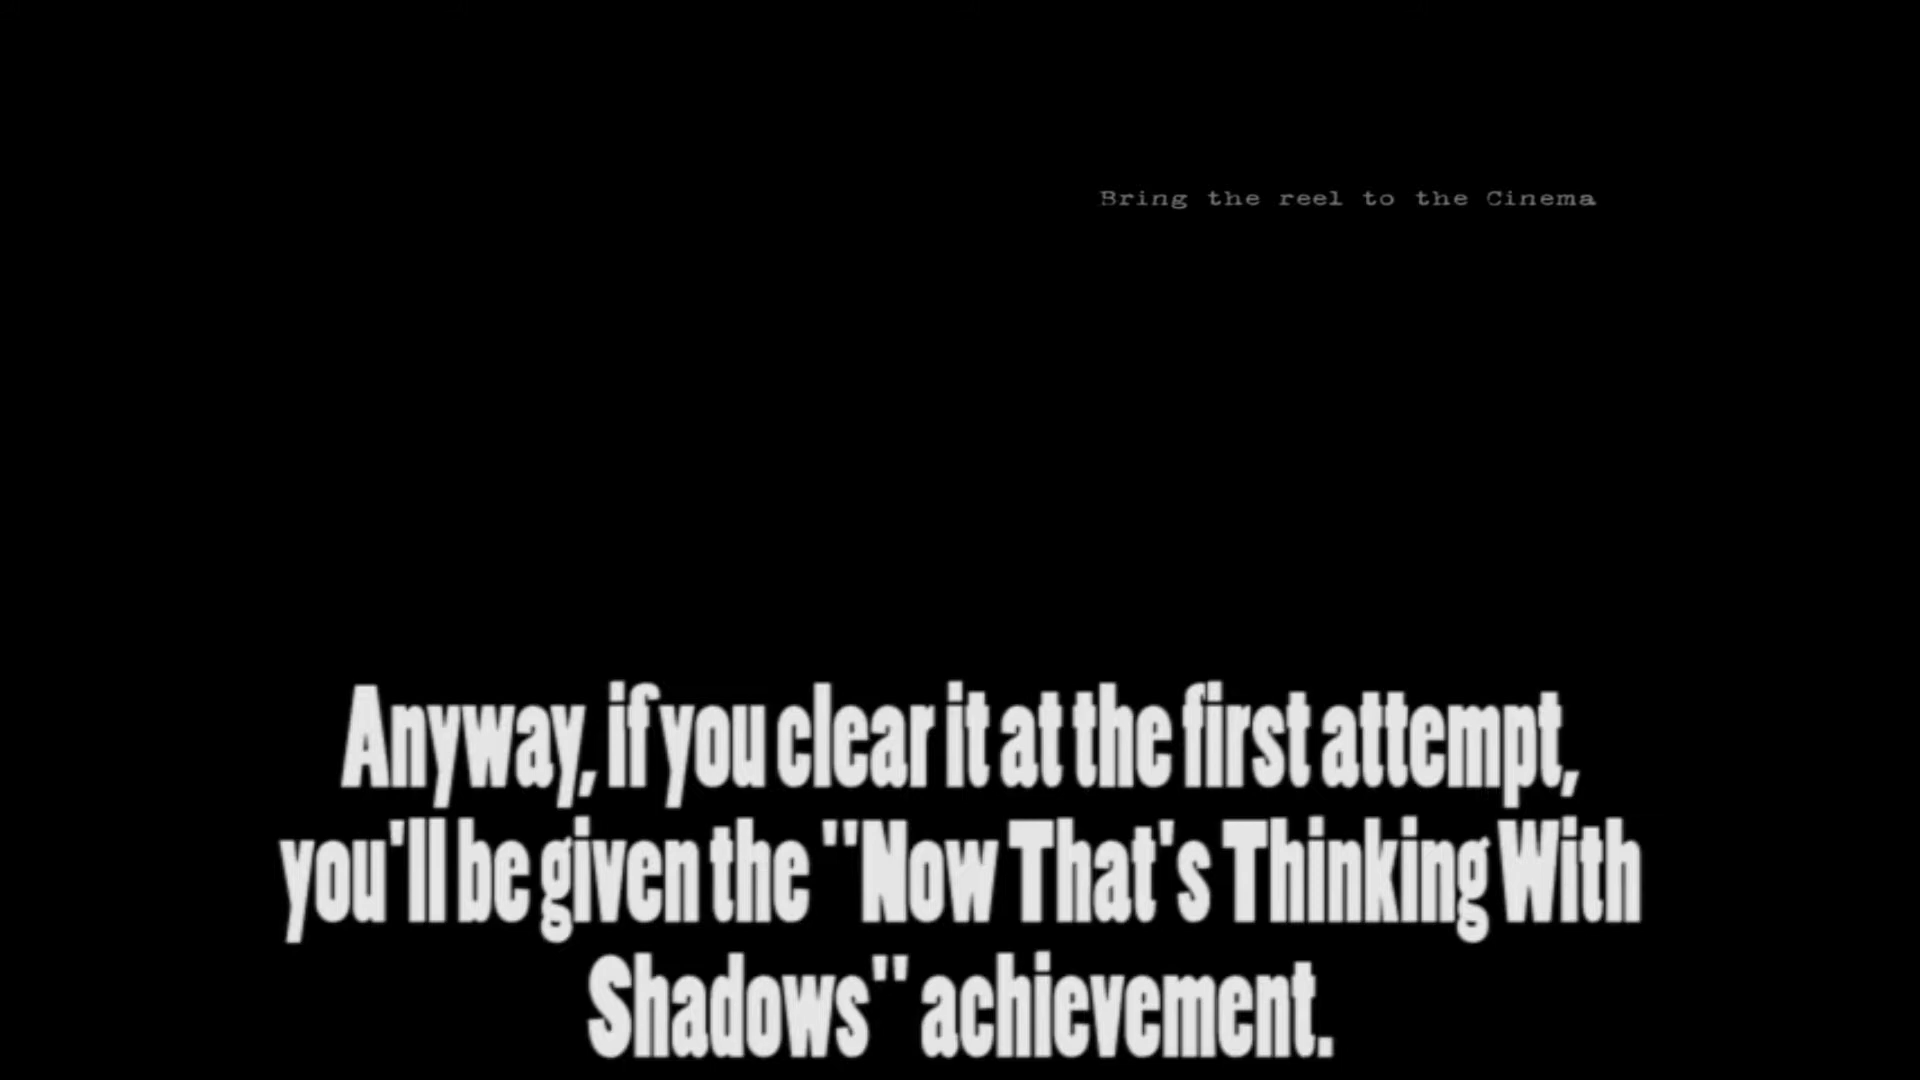 Bring the reel to the Cinema
Anyway, if you clear it at the first attempt,
you'll be given the "Now That's Thinking With
Shadows" achievement.